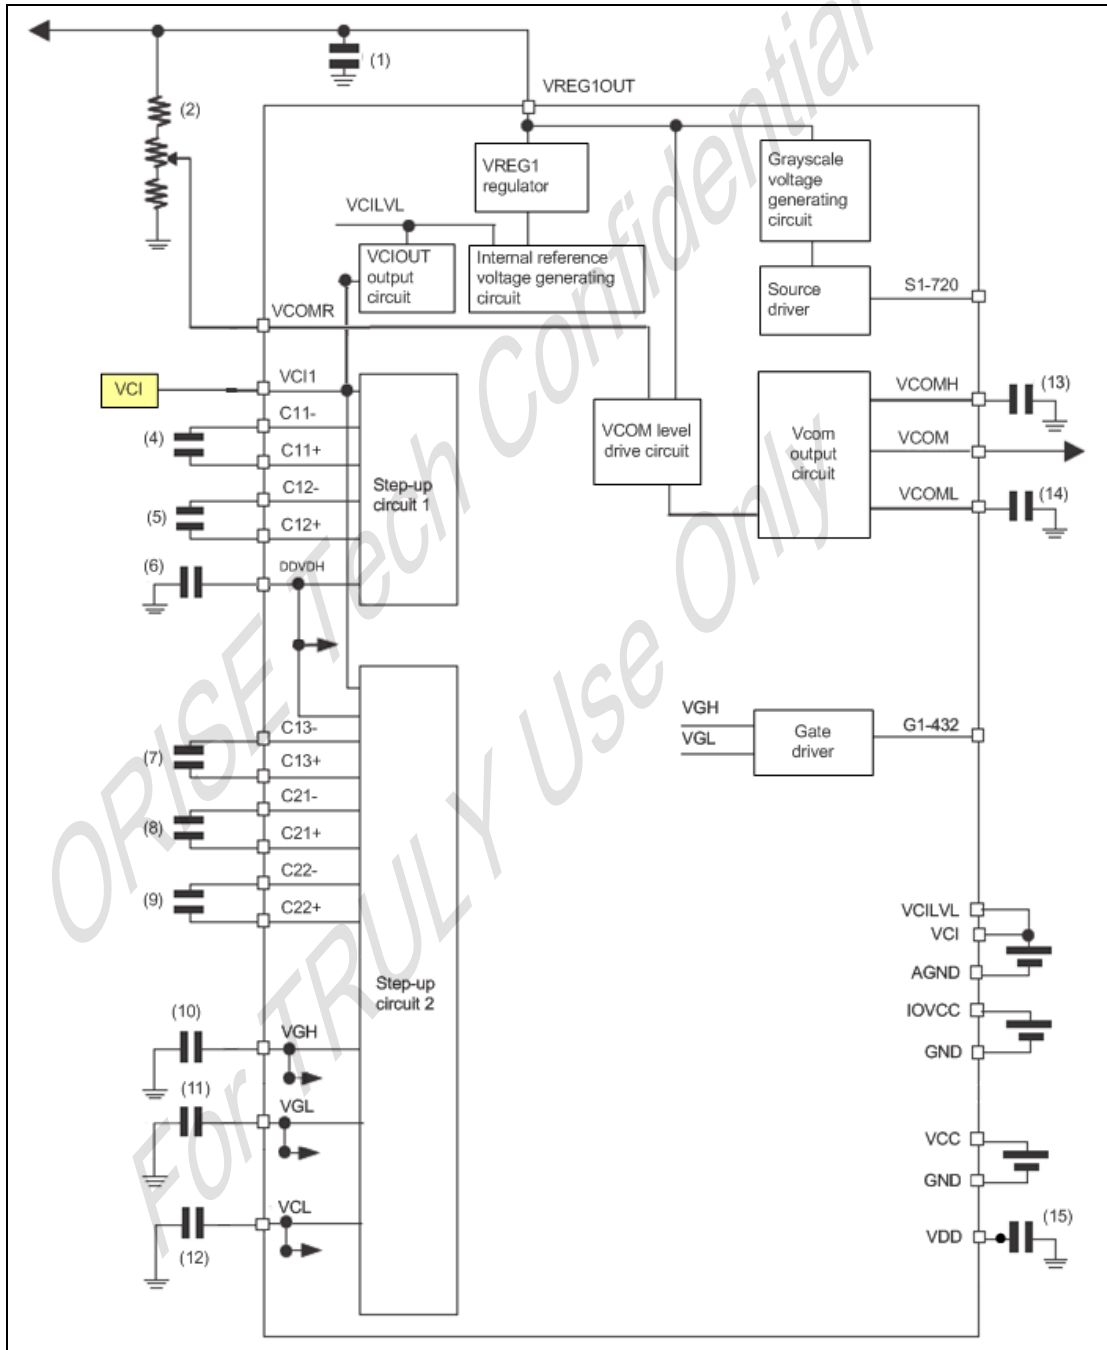 (1)
VREG1OUT
(2)
VREG1
regulator
Grayscale
voltage
generating
circuit
VCILVL
VCIOUT
output
circuit
Internal reference
voltage generating
circuit
Source
driver
S1-720
VCOMR
VCI
VCI1
C11-
(4)
C11+
C12-
(5)
C12+
Step-up
circuit 1
(6)
DDVDH
VCOM level
drive circuit
Vcom
output
circuit
VCOMH
(13)
VCOM
VCOML
(14)
C13-
(7)
C13+
C21-
(8)
C21+
C22-
(9)
C22+
Step-up
circuit 2
VGH
VGL
Gate
driver
G1-432
(10)
VGH
(11)
VGL
VCL
(12)
VCILVL
VCI
AGND
IOVCC
GND
VCC
GND
VDD
(15)
ORISE Tech Confidential
For TRULY Use Only